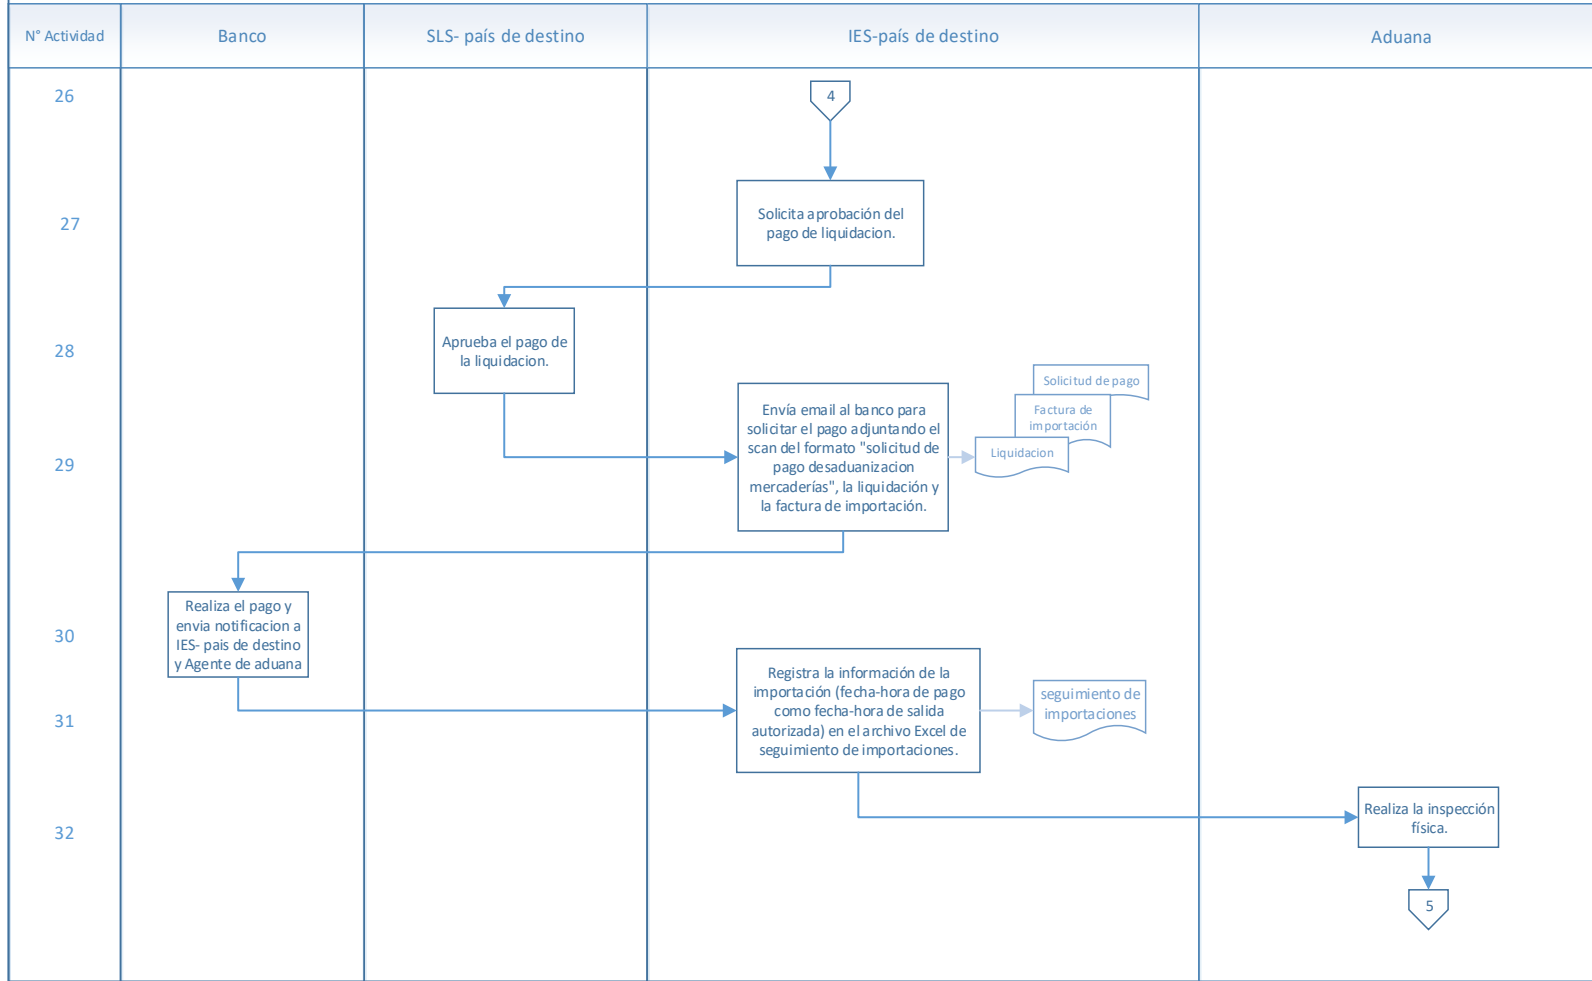 N° Actividad
Banco
SLS- país de destino
IES-país de destino
Aduana
26
4
27
Solicita aprobación del
pago de liquidacion.
28
Aprueba el pago de
la liquidacion.
29
Envía email al banco para
solicitar el pago adjuntando el
scan del formato "solicitud de
pago desaduanizacion
mercaderías", la liquidación y
la factura de importación.
Solicitud de pago
Factura de
importación
Liquidacion
30
Realiza el pago y
envia notificacion a
IES- pais de destino
y Agente de aduana
31
Registra la información de la
importación (fecha-hora de pago
como fecha-hora de salida
autorizada) en el archivo Excel de
seguimiento de importaciones.
seguimiento de
importaciones
32
Realiza la inspección
física.
5